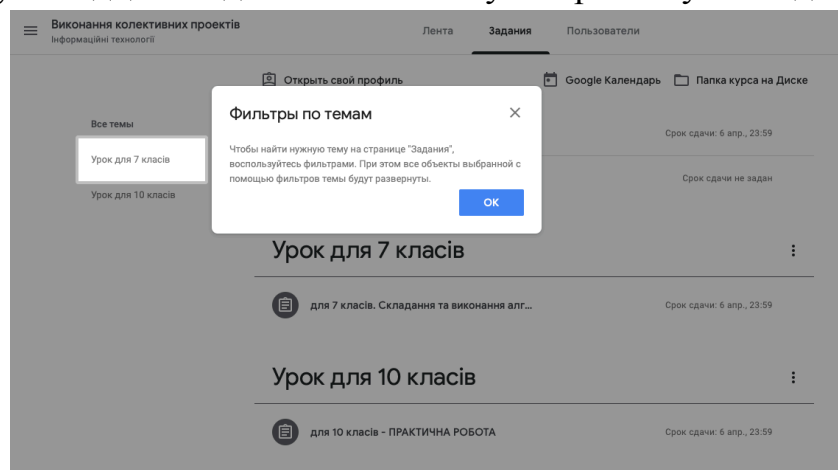 Виконання колективних проектів
Інформаційні технології
Лента Задания Пользователи
Открыть свой профиль Google Календарь Папка курса на Диске
Фильтры по темам
Все темы
Срок сдачи: 6 апр., 23:59
Чтобы найти нужную тему на странице "Задания",
воспользуйтесь фильтрами. При этом все объекты выбранной с
помощью фильтров темы будут развернуты.
Урок для 7 класів
Срок сдачи не задан
Урок для 10 класів
ОК
Урок для 7 класів
для 7 класів. Складання та виконання алг...
Срок сдачи: 6 апр., 23:59
Урок для 10 класів
для 10 класів - ПРАКТИЧНА РОБОТА
Срок сдачи: 6 апр., 23:59